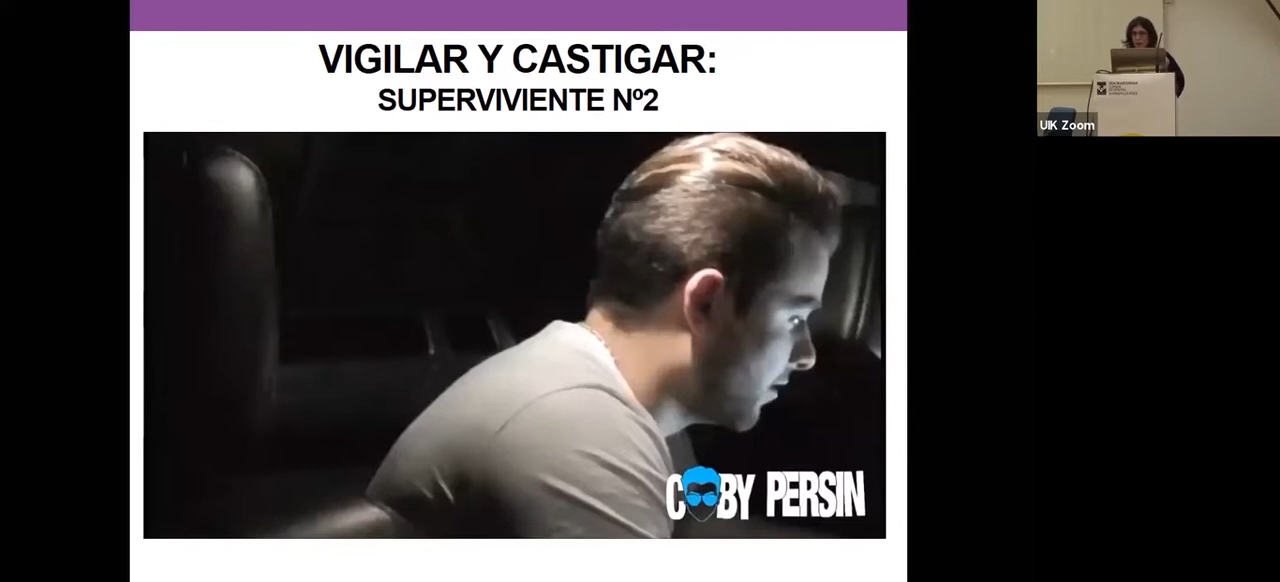 VIGILAR Y CASTIGAR:
SUPERVIVIENTE Nº2
COBY PERSIN
UIK Zoom